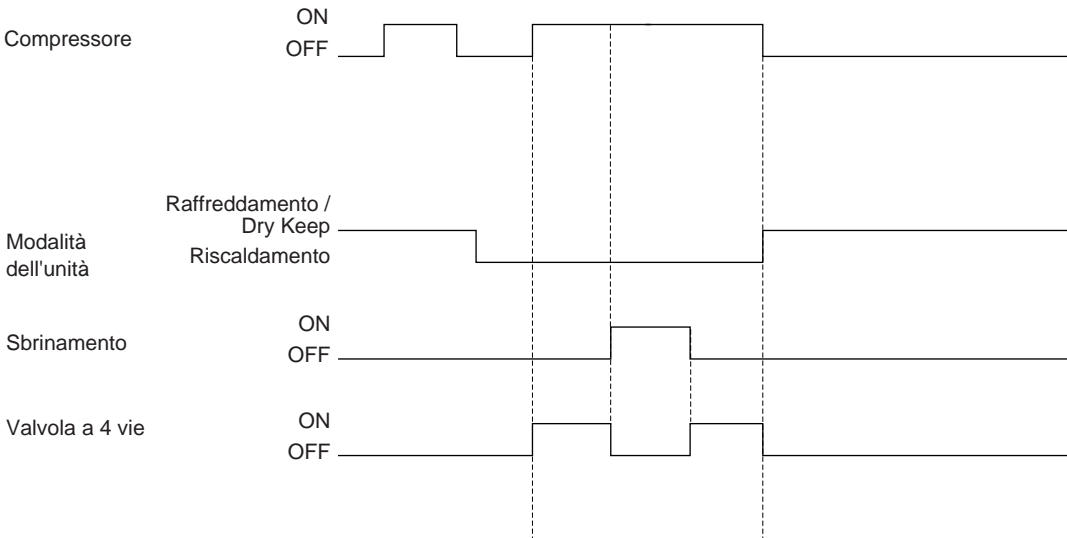 Compressore
ON
OFF
Modalità
dell'unità
Raffreddamento /
Dry Keep
Riscaldamento
Sbrinamento
ON
OFF
Valvola a 4 vie
ON
OFF